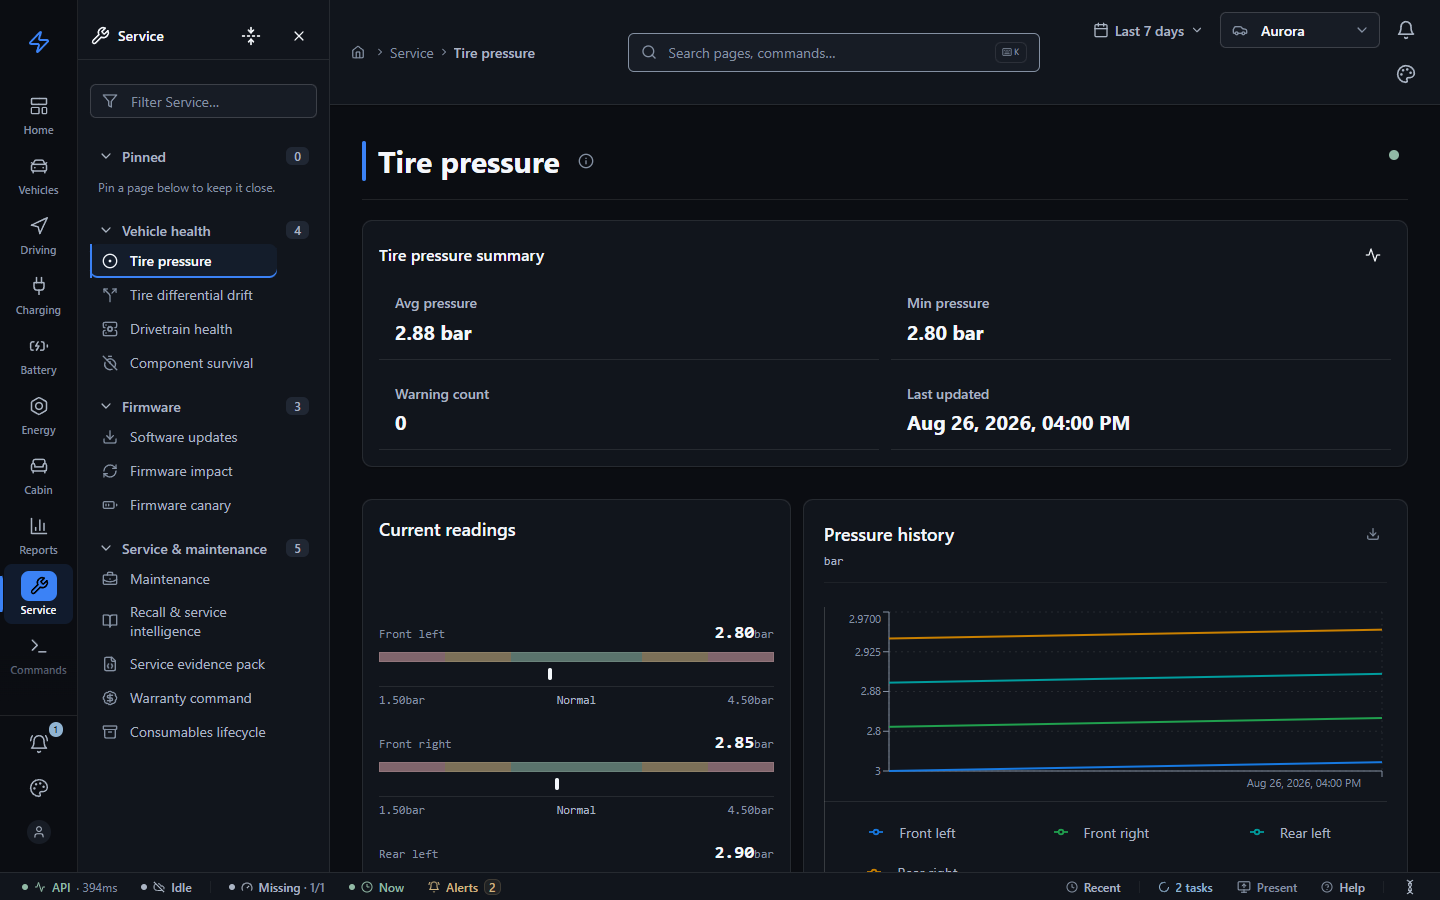 Service
Last 7 days
Aurora
Service
Tire pressure
Search pages, commands...
K
Home
Vehicles
Driving
Charging
Battery
Energy
Cabin
Reports
Service
Commands
1
Filter Service...
Pinned
0
Pin a page below to keep it close.
Vehicle health
4
Tire pressure
Tire differential drift
Drivetrain health
Component survival
Firmware
3
Software updates
Firmware impact
Firmware canary
Service & maintenance
5
Maintenance
Recall & service
intelligence
Service evidence pack
Warranty command
Consumables lifecycle
Tire pressure
Tire pressure summary
Avg pressure
2.88 bar
Min pressure
2.80 bar
Warning count
0
Last updated
Aug 26, 2026, 04:00 PM
Current readings
Front left
2.80bar
1.50bar
Normal
4.50bar
Front right
2.85bar
1.50bar
Normal
4.50bar
Rear left
2.90bar
Pressure history
bar
2.9700
2.925
2.88
2.8
3
Aug 26, 2026, 04:00 PM
Front left
Front right
Rear left
Rear right
API · 394ms
Idle
Missing · 1/1
Now
Alerts 2
Recent
2 tasks
Present
Help